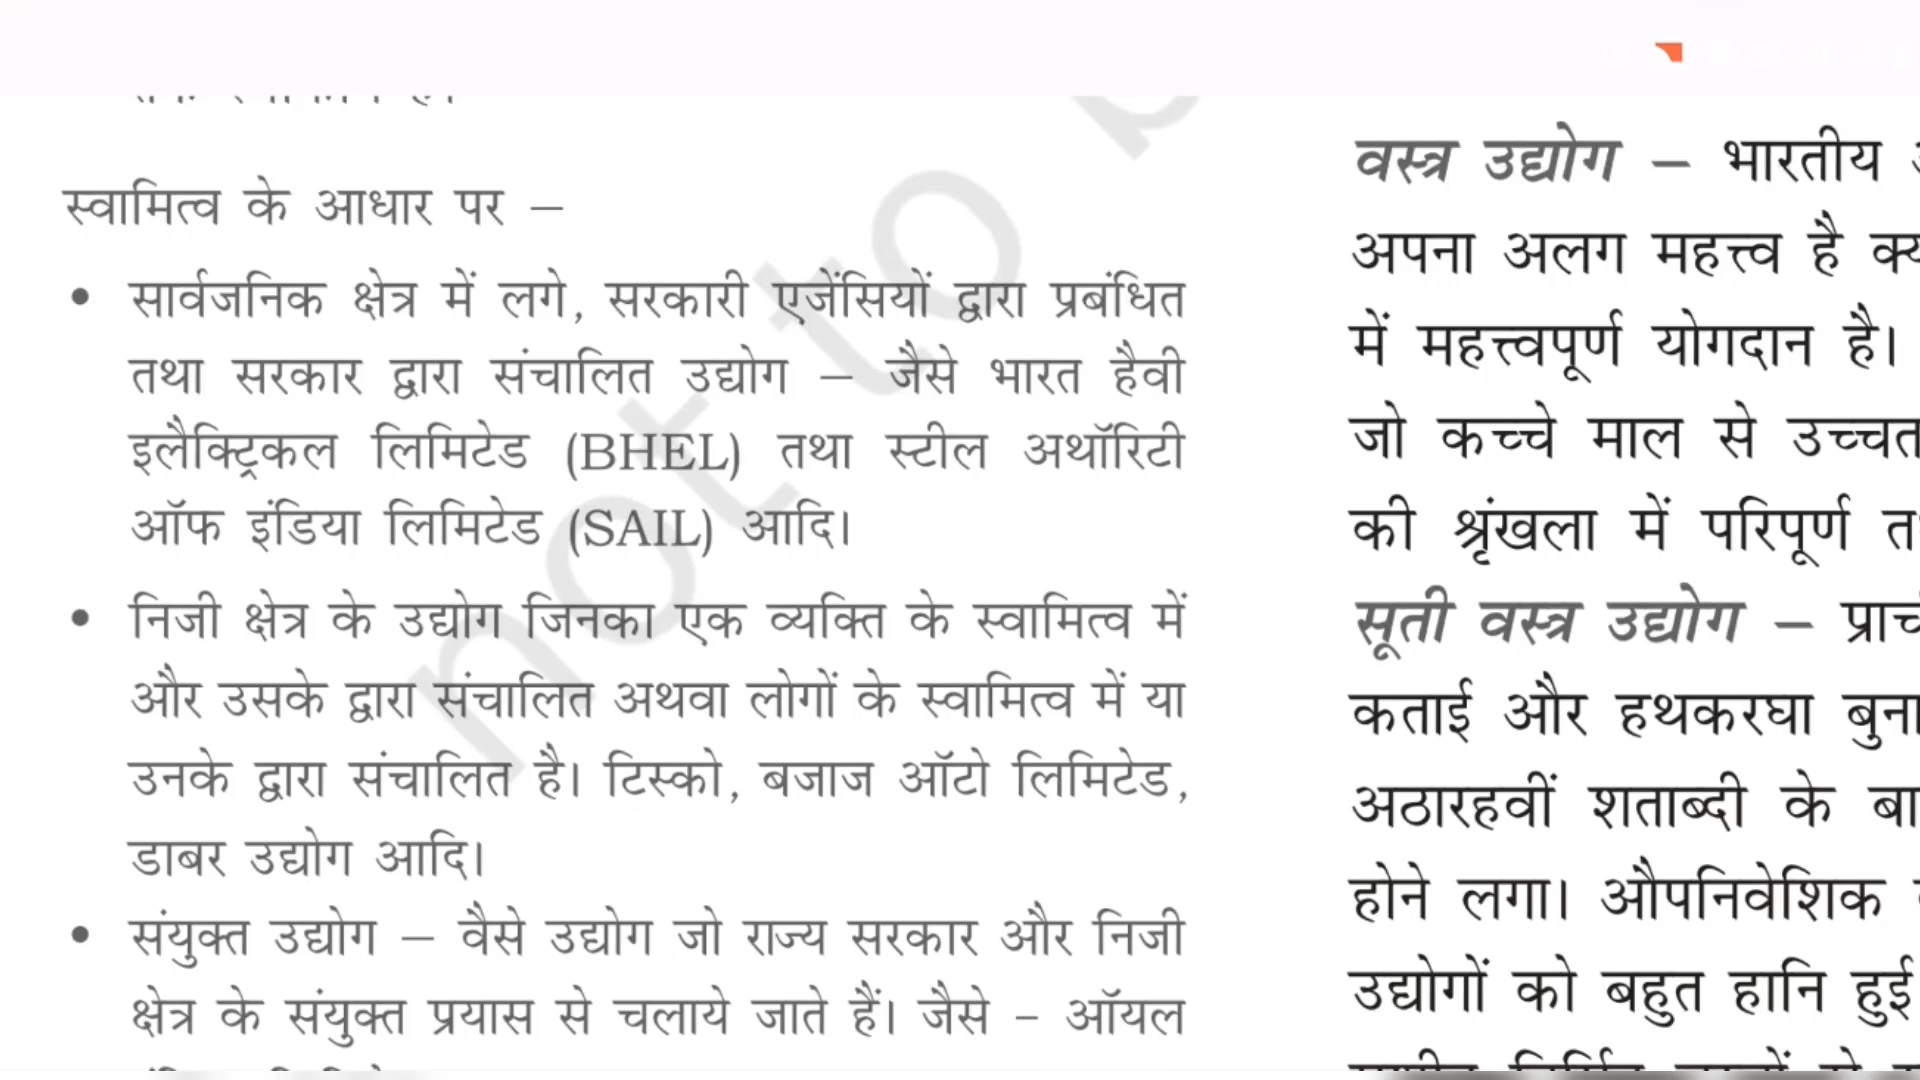 स्वामित्व के आधार पर –
• सार्वजनिक क्षेत्र में लगे, सरकारी एजेंसियों द्वारा प्रबंधित
तथा सरकार द्वारा संचालित उद्योग – जैसे भारत हैवी
इलैक्ट्रिकल लिमिटेड (BHEL) तथा स्टील अथॉरिटी
ऑफ इंडिया लिमिटेड (SAIL) आदि।
• निजी क्षेत्र के उद्योग जिनका एक व्यक्ति के स्वामित्व में
और उसके द्वारा संचालित अथवा लोगों के स्वामित्व में या
उनके द्वारा संचालित है। टिस्को, बजाज ऑटो लिमिटेड,
डाबर उद्योग आदि।
• संयुक्त उद्योग – वैसे उद्योग जो राज्य सरकार और निजी
क्षेत्र के संयुक्त प्रयास से चलाये जाते हैं। जैसे – ऑयल
वस्त्र उद्योग – भारतीय
अपना अलग महत्त्व है
में महत्त्वपूर्ण योगदान है।
जो कच्चे माल से
की श्रृंखला में परिपूर्ण
सूती वस्त्र उद्योग –
कताई और हथकरघा
अठारहवीं शताब्दी के
होने लगा। औपनिवेशिक
उद्योगों को बहुत हानि हुई
not to